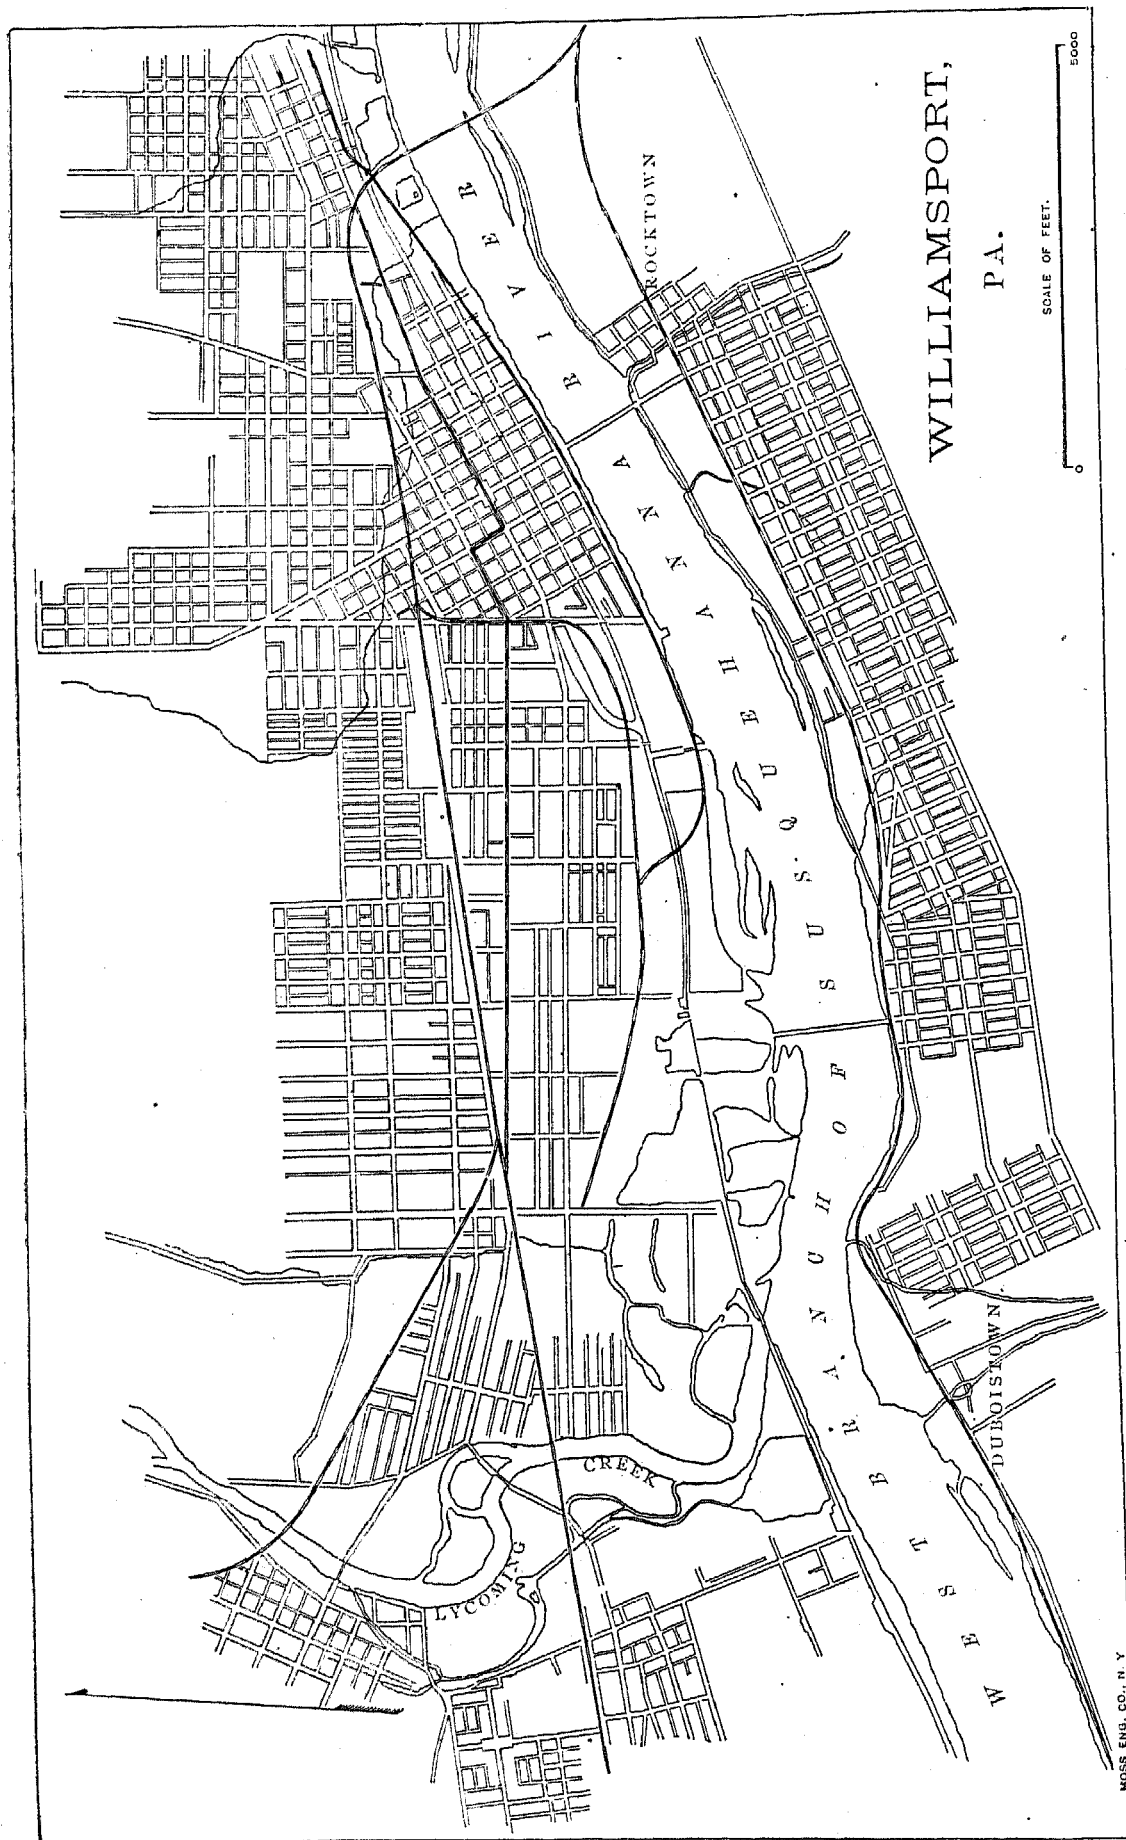 WILLIAMSPORT,
PA.
SCALE OF FEET.
0 5000
ROCKTOWN
WEST BRANCH OF SUSQUEHANNA RIVER
LYCOMING CREEK
DUBOISTOWN
MOSS ENG. CO., N. Y